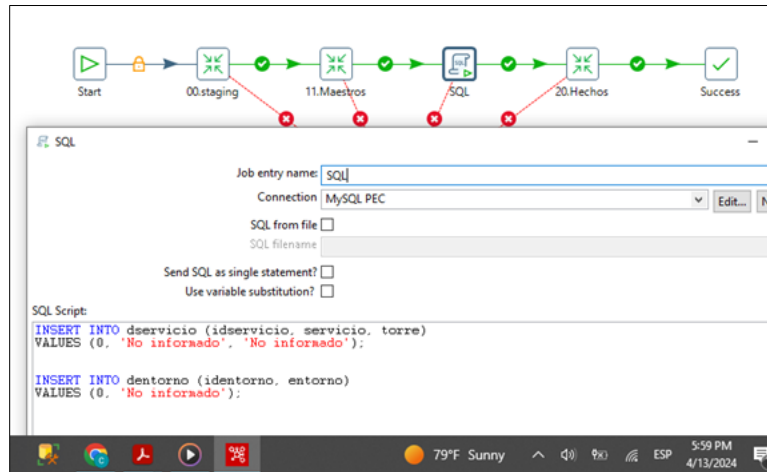 Start
00.staging
11.Maestros
SQL
20.Hechos
Success
SQL
Job entry name: SQL
Connection MySQL PEC Edit... N
SQL from file
SQL filename
Send SQL as single statement?
Use variable substitution?
SQL Script:
INSERT INTO dservicio (idservicio, servicio, torre)
VALUES (0, 'No informado', 'No informado');
INSERT INTO dentorno (identorno, entorno)
VALUES (0, 'No informado');
79°F Sunny
ESP
5:59 PM
4/13/2024